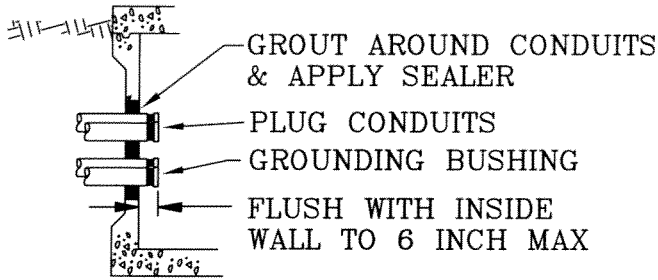 GROUT AROUND CONDUITS
& APPLY SEALER
PLUG CONDUITS
GROUNDING BUSHING
FLUSH WITH INSIDE
WALL TO 6 INCH MAX